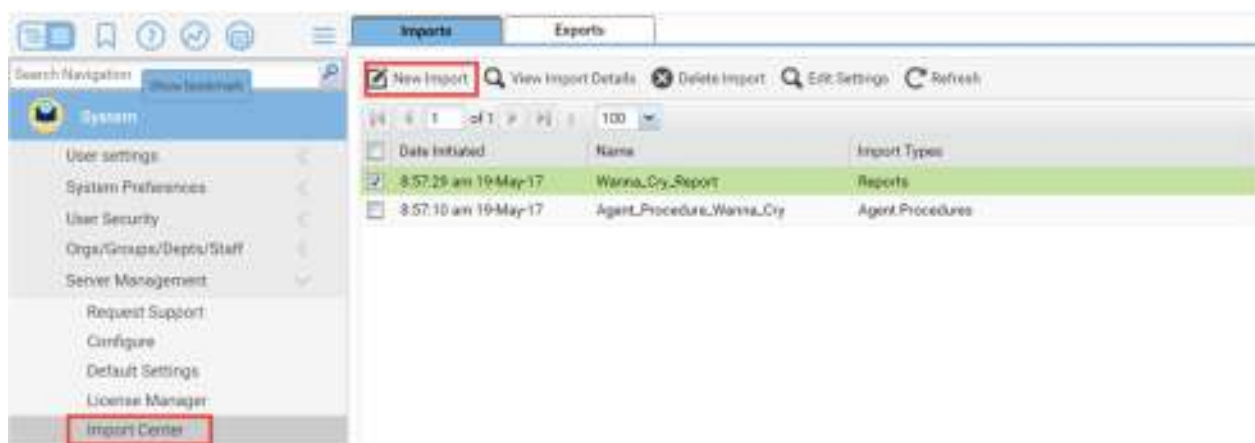 Imports Exports
Search Navigation
Show bookmarks
New Import View Import Details Delete Import Edit Settings Refresh
System
1 of 1 100
Date Initiated Name Import Types
User settings
8:57:29 am 19-May-17 Wanna_Cry_Report Reports
System Preferences
8:57:10 am 19-May-17 Agent_Procedure_Wanna_Cry Agent Procedures
User Security
Orgs/Groups/Depts/Staff
Server Management
Request Support
Configure
Default Settings
License Manager
Import Center